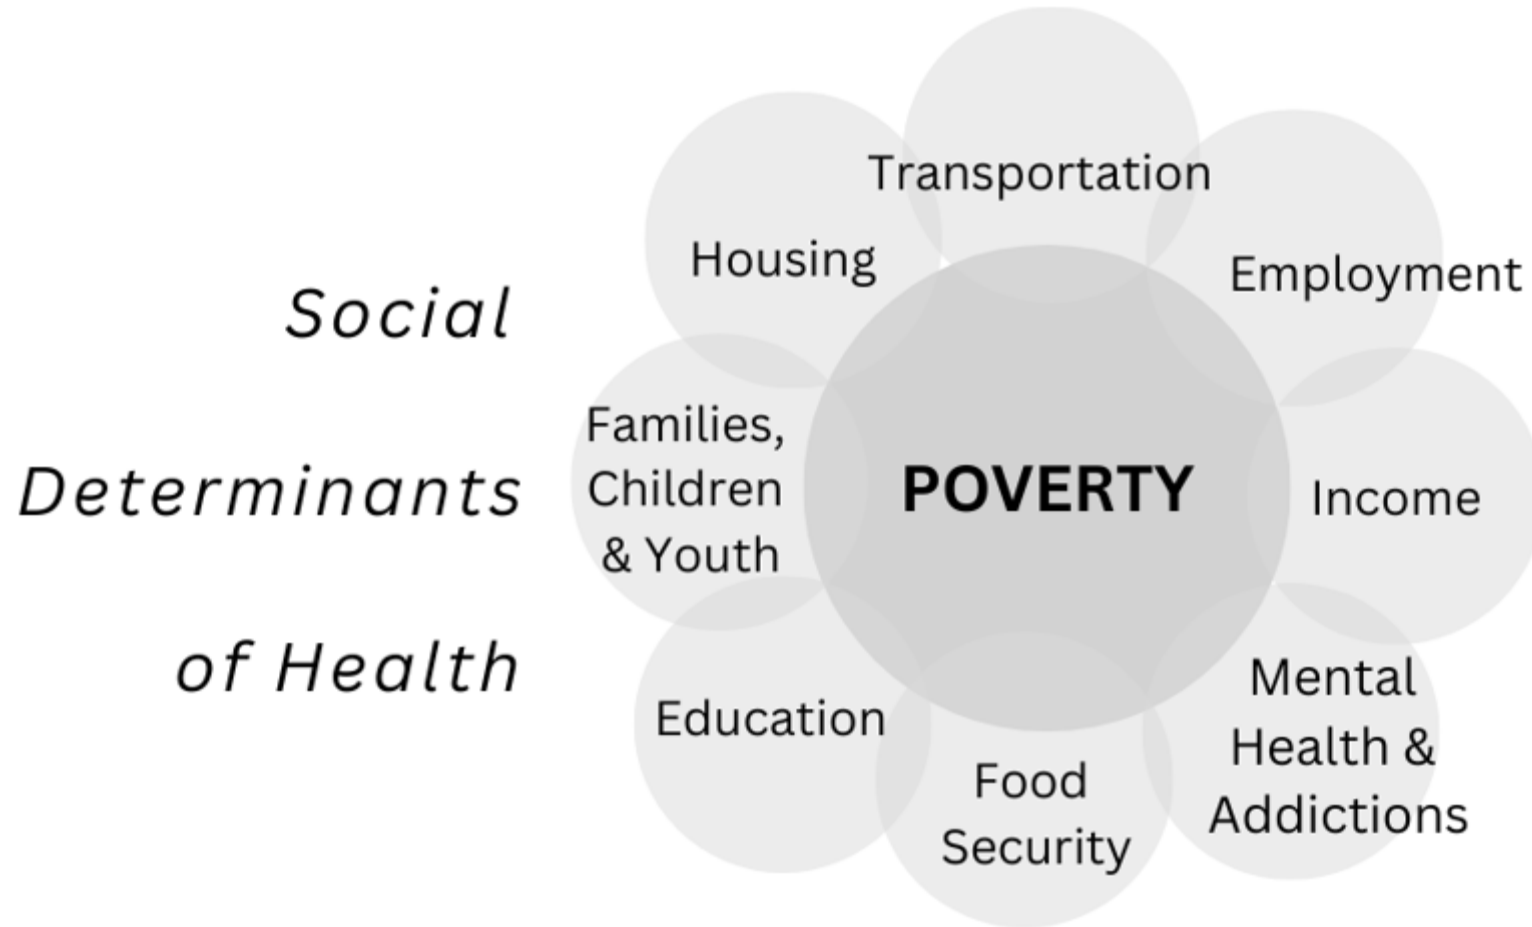 Social
Determinants
of Health
Transportation
Housing
Employment
Families,
Children
& Youth
POVERTY
Income
Education
Mental
Health &
Addictions
Food
Security